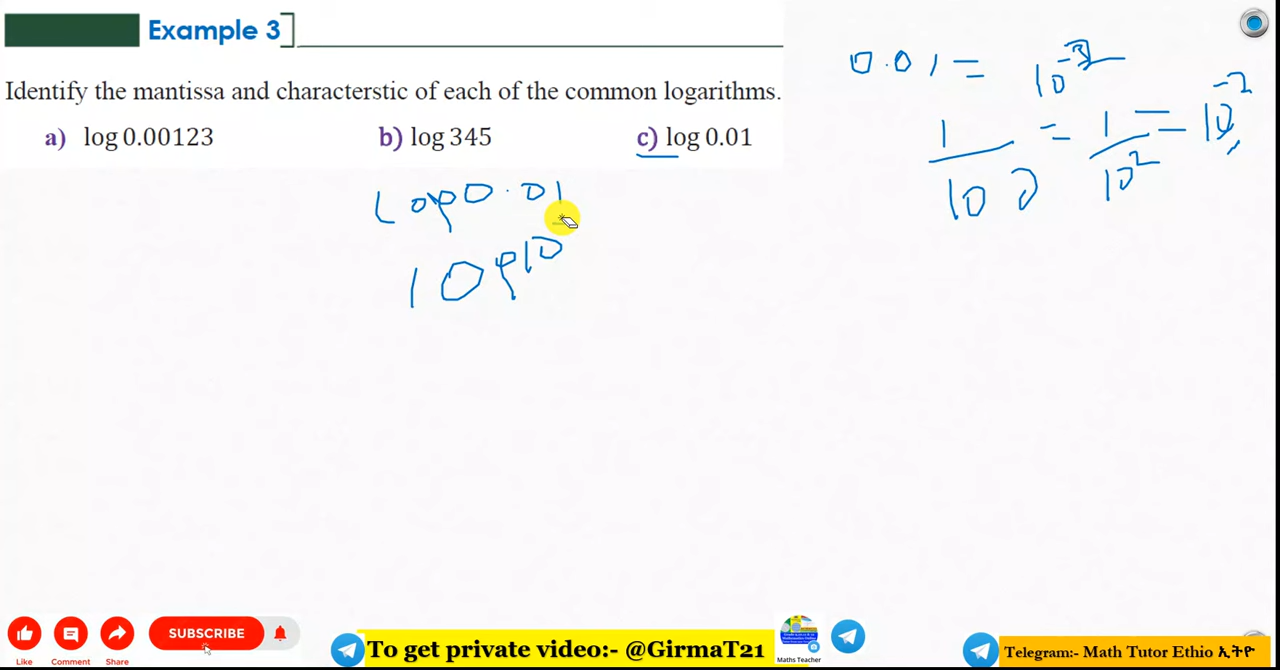 Example 3
Identify the mantissa and characterstic of each of the common logarithms.
a) log 0.00123 b) log 345 c) log 0.01
0.01 =
1/100 = 1/10² = 10⁻²
log 0.01
log 10
Like
Comment
Share
SUBSCRIBE
To get private video:- @GirmaT21
Maths Teacher
Telegram:- Math Tutor Ethio ኢትዮ